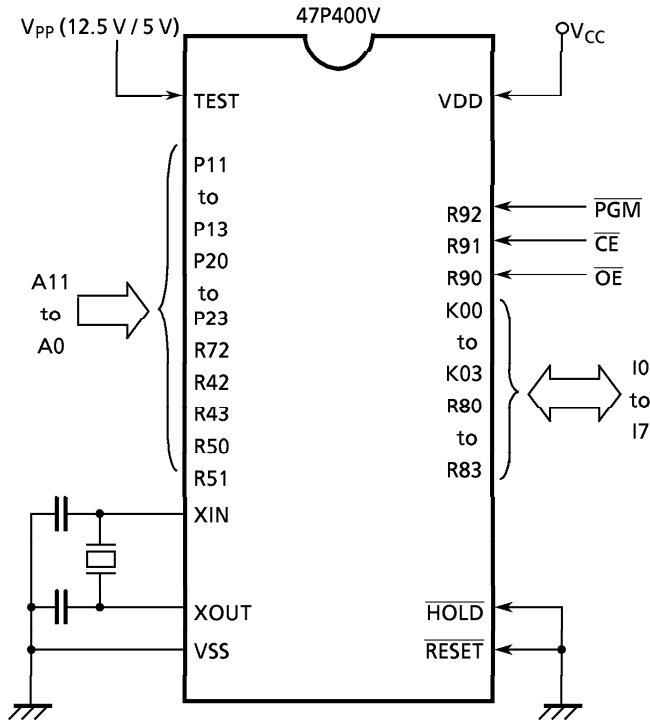 47P400V
VPP (12.5 V / 5 V)
VCC
TEST
VDD
P11
to
P13
P20
to
P23
R72
R42
R43
R50
R51
A11
to
A0
XIN
XOUT
VSS
R92
PGM
R91
CE
R90
OE
K00
to
K03
R80
to
R83
I0
to
I7
HOLD
RESET